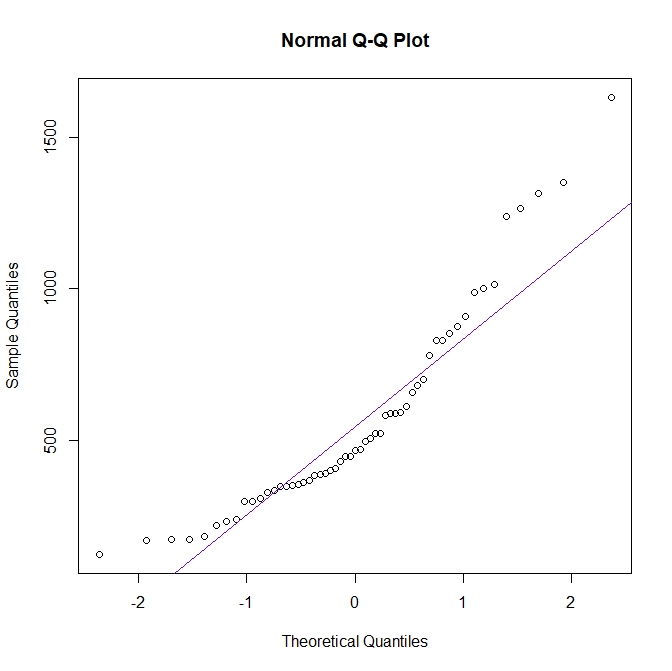 Normal Q-Q Plot
Sample Quantiles
1500
1000
500
-2 -1 0 1 2
Theoretical Quantiles